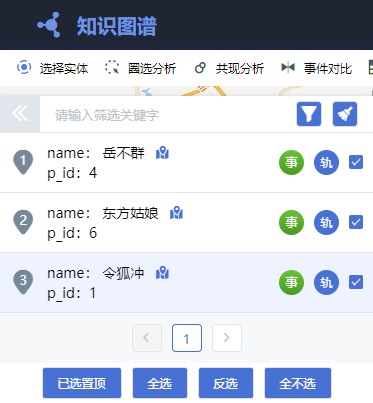 知识图谱
选择实体 圈选分析 共现分析 事件对比
请输入筛选关键字
1 name: 岳不群 事 轨
p_id: 4
2 name: 东方姑娘 事 轨
p_id: 6
3 name: 令狐冲 事 轨
p_id: 1
1
已选置顶 全选 反选 全不选